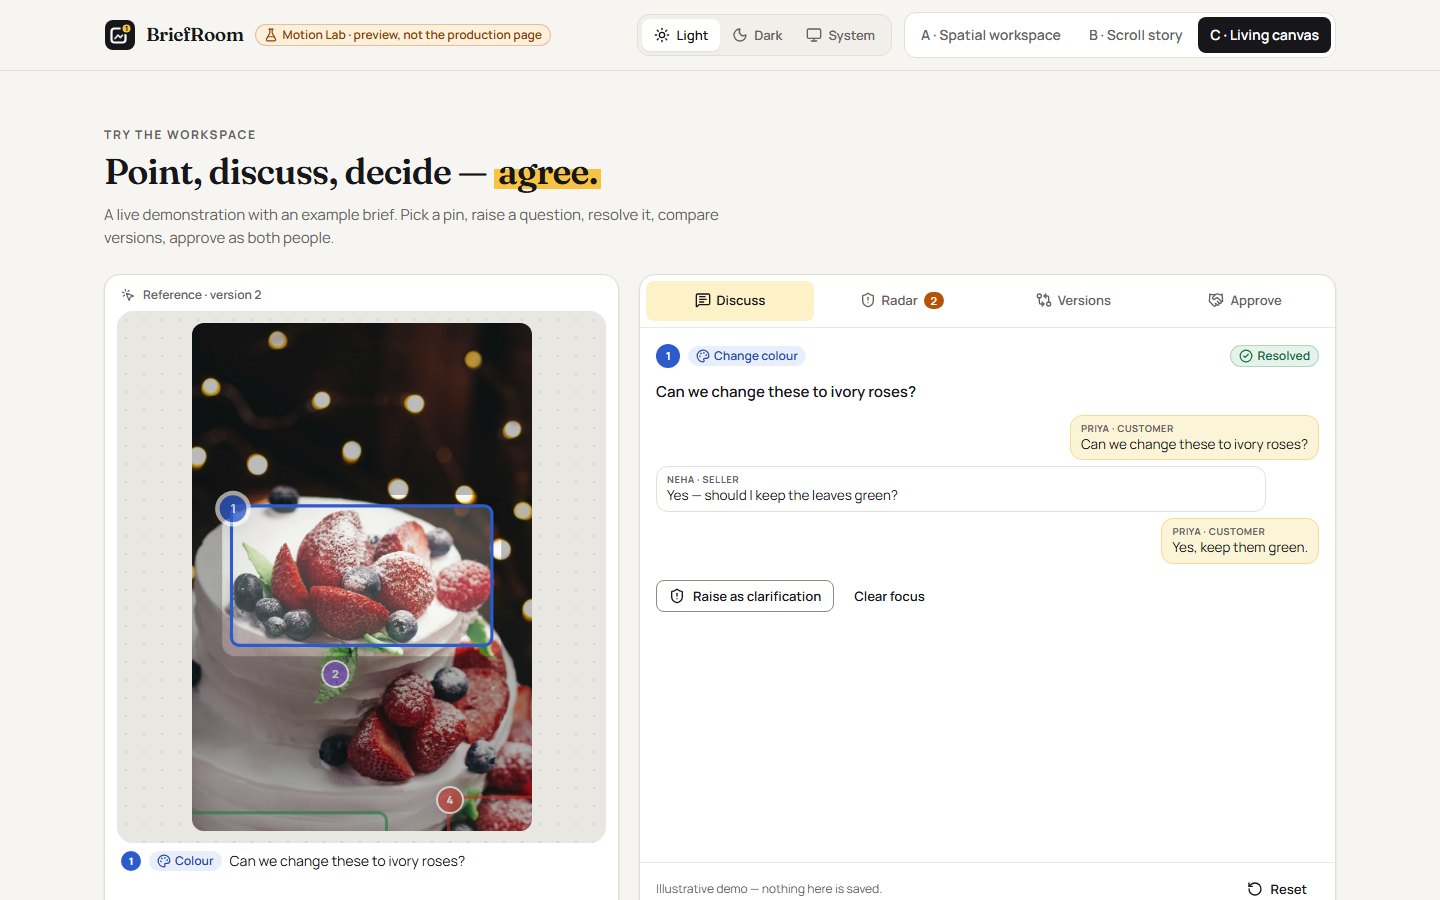 BriefRoom
Motion Lab · preview, not the production page
Light
Dark
System
A · Spatial workspace
B · Scroll story
C · Living canvas
TRY THE WORKSPACE
Point, discuss, decide — agree.
A live demonstration with an example brief. Pick a pin, raise a question, resolve it, compare
versions, approve as both people.
Reference · version 2
1
2
4
1 Colour Can we change these to ivory roses?
Discuss
Radar 2
Versions
Approve
1 Change colour
Resolved
Can we change these to ivory roses?
PRIYA · CUSTOMER
Can we change these to ivory roses?
NEHA · SELLER
Yes — should I keep the leaves green?
PRIYA · CUSTOMER
Yes, keep them green.
Raise as clarification
Clear focus
Illustrative demo — nothing here is saved.
Reset